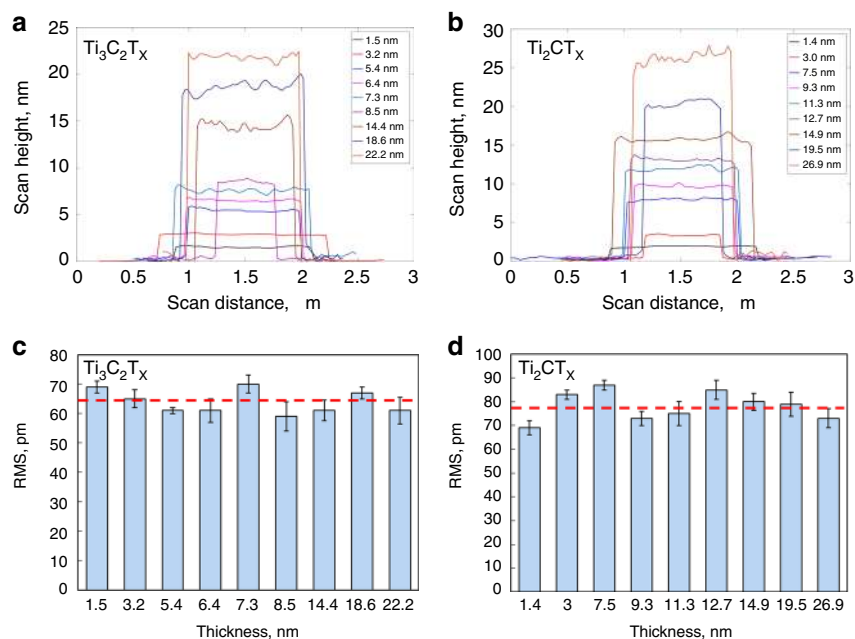 a
Ti₃C₂Tₓ
25
20
15
10
5
0
Scan height, nm
0 0.5 1 1.5 2 2.5 3
Scan distance, m
1.5 nm
3.2 nm
5.4 nm
6.4 nm
7.3 nm
8.5 nm
14.4 nm
18.6 nm
22.2 nm
b
Ti₂CTₓ
30
25
20
15
10
5
0
Scan height, nm
0 0.5 1 1.5 2 2.5 3
Scan distance, m
1.4 nm
3.0 nm
7.5 nm
9.3 nm
11.3 nm
12.7 nm
14.9 nm
19.5 nm
26.9 nm
c
Ti₃C₂Tₓ
80
70
60
50
40
30
20
10
0
RMS, pm
1.5 3.2 5.4 6.4 7.3 8.5 14.4 18.6 22.2
Thickness, nm
d
Ti₂CTₓ
100
90
80
70
60
50
40
30
20
10
0
RMS, pm
1.4 3 7.5 9.3 11.3 12.7 14.9 19.5 26.9
Thickness, nm